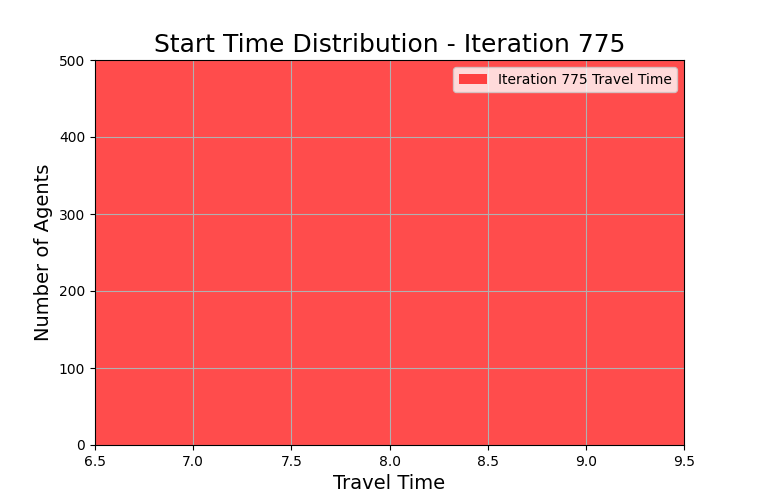 Start Time Distribution - Iteration 775
Iteration 775 Travel Time
Number of Agents
500
400
300
200
100
0
6.5 7.0 7.5 8.0 8.5 9.0 9.5
Travel Time